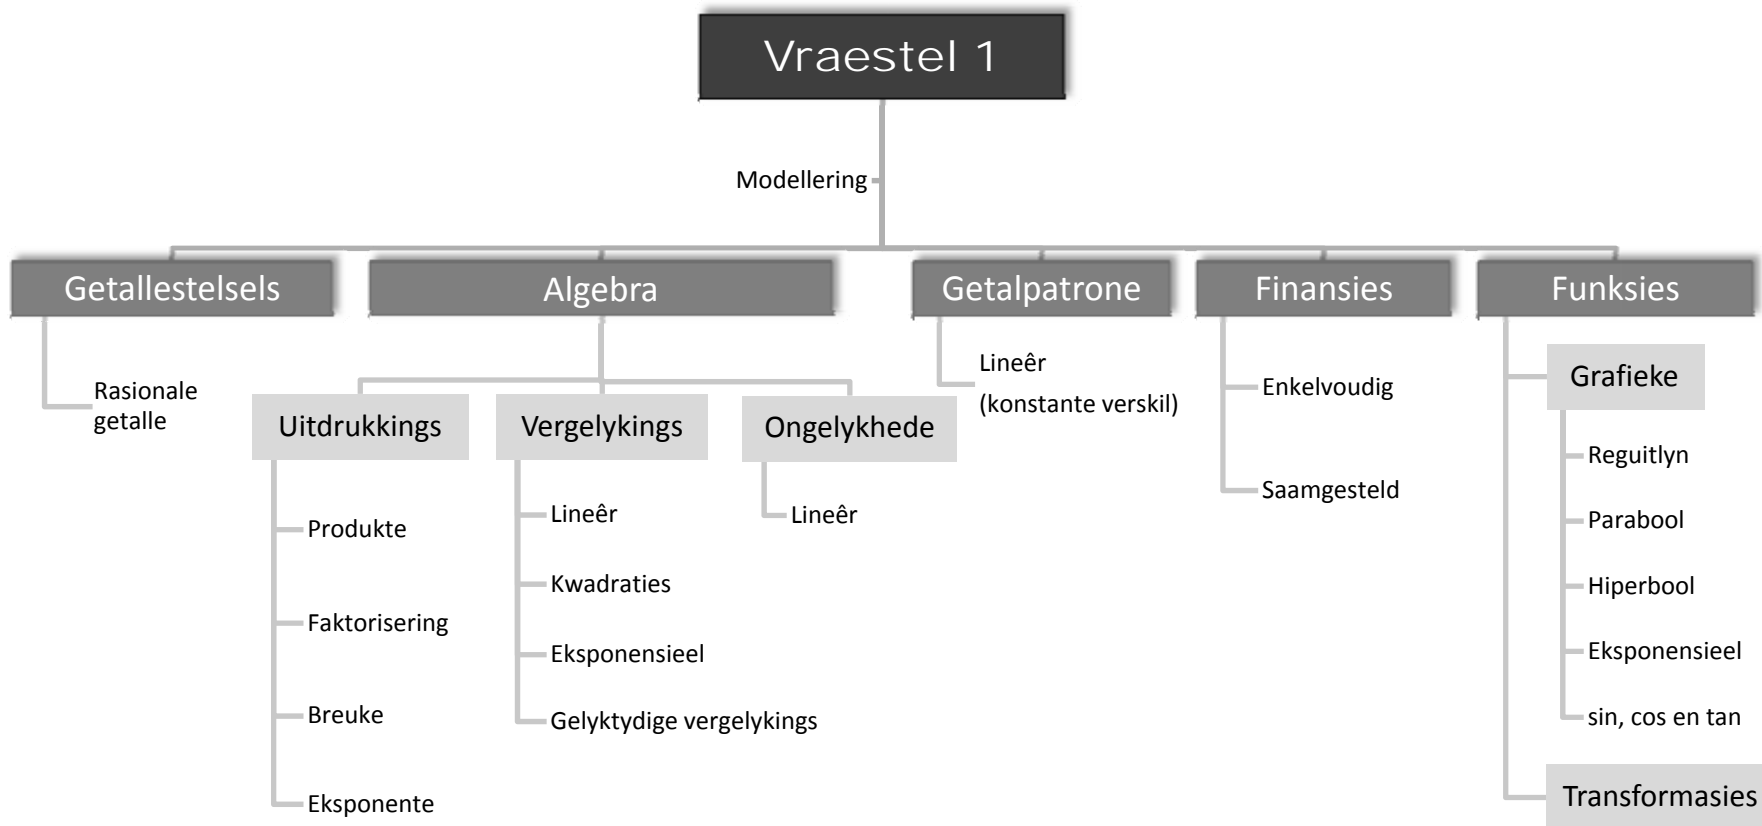 Vraestel 1
Modellering
Getallestelsels
Rasionale
getalle
Algebra
Uitdrukkings
Produkte
Faktorisering
Breuke
Eksponente
Vergelykings
Lineêr
Kwadraties
Eksponensieel
Gelyktydige vergelykings
Ongelykhede
Lineêr
Getalpatrone
Lineêr
(konstante verskil)
Finansies
Enkelvoudig
Saamgesteld
Funksies
Grafieke
Reguitlyn
Parabool
Hiperbool
Eksponensieel
sin, cos en tan
Transformasies